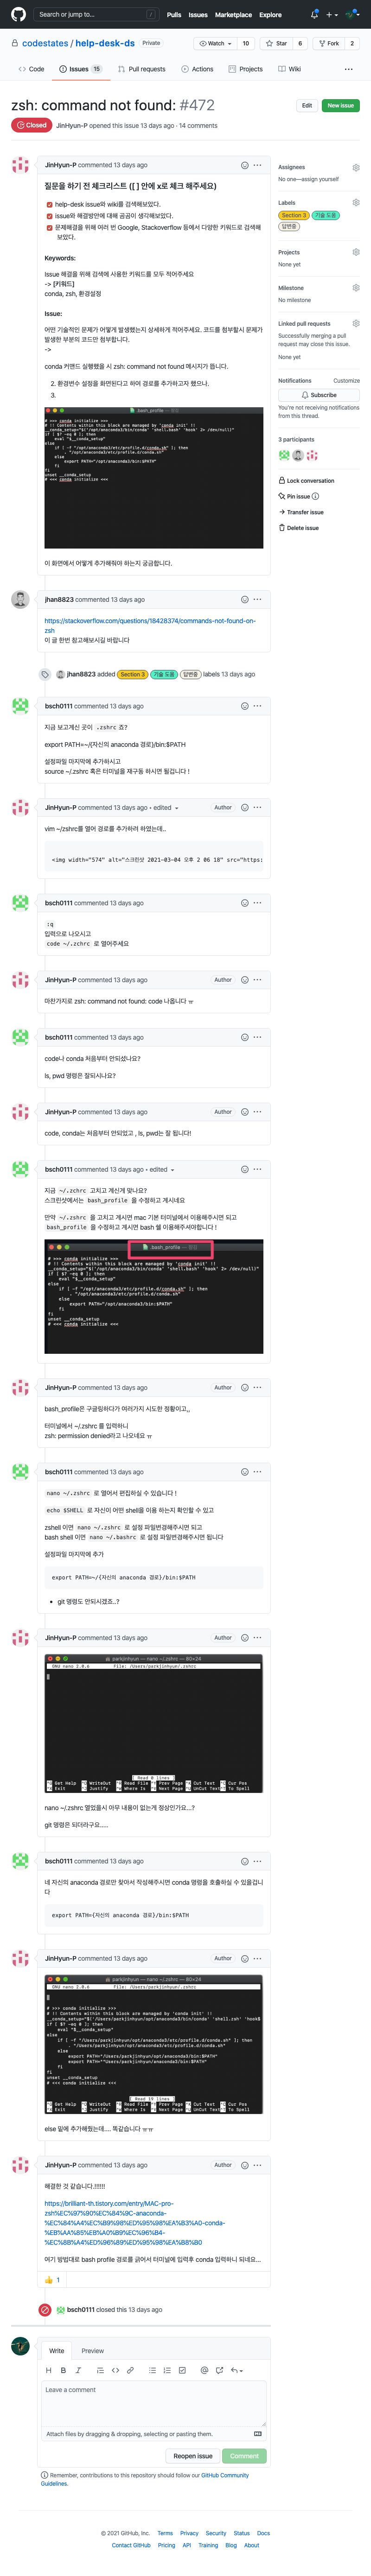 Search or jump to...
/
Pulls Issues Marketplace Explore
codestates / help-desk-ds Private
Watch 10 Star 6 Fork 2
Code Issues 15 Pull requests Actions Projects Wiki
zsh: command not found: #472
Edit New issue
Closed JinHyun-P opened this issue 13 days ago · 14 comments
JinHyun-P commented 13 days ago
질문을 하기 전 체크리스트 ([ ] 안에 x로 체크 해주세요)
help-desk issue와 wiki를 검색해보았다.
issue와 해결방안에 대해 곰곰이 생각해보았다.
문제해결을 위해 여러 번 Google, Stackoverflow 등에서 다양한 키워드로 검색해
보았다.
Keywords:
Issue 해결을 위해 검색에 사용한 키워드를 모두 적어주세요
-> [키워드]
conda, zsh, 환경설정
Issue:
어떤 기술적인 문제가 어떻게 발생했는지 상세하게 적어주세요. 코드를 첨부할시 문제가
발생한 부분의 코드만 첨부합니다.
->
conda 커맨드 실행했을 시 zsh: command not found 메시지가 뜹니다.
2. 환경변수 설정을 화면된다고 하여 경로를 추가하고자 했으나,
3.
.bash_profile
# >>> conda initialize >>>
# !! Contents within this block are managed by 'conda init' !!
__conda_setup="$('/opt/anaconda3/bin/conda' 'shell.bash' 'hook' 2> /dev/null)"
if [ $? -eq 0 ]; then
eval "$__conda_setup"
else
if [ -f "/opt/anaconda3/etc/profile.d/conda.sh" ]; then
. "/opt/anaconda3/etc/profile.d/conda.sh"
else
export PATH="/opt/anaconda3/bin:$PATH"
fi
fi
unset __conda_setup
# <<< conda initialize <<<
이 화면에서 어떻게 추가해줘야 하는지 궁금합니다.
Assignees
No one—assign yourself
Labels
Section 3 기술 도움
답변중
Projects
None yet
Milestone
No milestone
Linked pull requests
Successfully merging a pull
request may close this issue.
None yet
Notifications Customize
Subscribe
You're not receiving notifications
from this thread.
3 participants
Lock conversation
Pin issue
Transfer issue
Delete issue
jhan8823 commented 13 days ago
https://stackoverflow.com/questions/18428374/commands-not-found-on-
zsh
이 글 한번 참고해보시길 바랍니다
jhan8823 added Section 3 기술 도움 답변중 labels 13 days ago
bsch0111 commented 13 days ago
지금 보고계신 곳이 .zshrc 죠?
export PATH=~/{자신의 anaconda 경로}/bin:$PATH
설정파일 마지막에 추가하시고
source ~/.zshrc 혹은 터미널을 재구동 하시면 될겁니다 !
JinHyun-P commented 13 days ago • edited Author
vim ~/zshrc를 열어 경로를 추가하려 하였는데..
<img width="574" alt="스크린샷 2021-03-04 오후 2 06 18" src="https:
bsch0111 commented 13 days ago
:q
입력으로 나오시고
code ~/.zchrc 로 열어주세요
JinHyun-P commented 13 days ago Author
마찬가지로 zsh: command not found: code 나옵니다 ㅠ
bsch0111 commented 13 days ago
code나 conda 처음부터 안되셨나요?
ls, pwd 명령은 잘되시나요?
JinHyun-P commented 13 days ago Author
code, conda는 처음부터 안되었고 , ls, pwd는 잘 됩니다!
bsch0111 commented 13 days ago • edited
지금 ~/.zchrc 고치고 계신게 맞나요?
스크린샷에서는 bash_profile 을 수정하고 계시네요
만약 ~/.zshrc 을 고치고 계시면 mac 기본 터미널에서 이용해주시면 되고
bash_profile 을 수정하고 계시면 bash 쉘 이용해주셔야합니다 !
.bash_profile
# >>> conda initialize >>>
# !! Contents within this block are managed by 'conda init' !!
__conda_setup="$('/opt/anaconda3/bin/conda' 'shell.bash' 'hook' 2> /dev/null)"
if [ $? -eq 0 ]; then
eval "$__conda_setup"
else
if [ -f "/opt/anaconda3/etc/profile.d/conda.sh" ]; then
. "/opt/anaconda3/etc/profile.d/conda.sh"
else
export PATH="/opt/anaconda3/bin:$PATH"
fi
fi
unset __conda_setup
# <<< conda initialize <<<
JinHyun-P commented 13 days ago Author
bash_profile은 구글링하다가 여러가지 시도한 정황이고,,
터미널에서 ~/.zshrc 를 입력하니
zsh: permission denied라고 나오네요 ㅠ
bsch0111 commented 13 days ago
nano ~/.zshrc 로 열어서 편집하실 수 있습니다 !
echo $SHELL 로 자신이 어떤 shell을 이용 하는지 확인할 수 있고
zshell 이면 nano ~/.zshrc 로 설정 파일변경해주시면 되고
bash shell 이면 nano ~/.bashrc 로 설정 파일변경해주시면 됩니다
설정파일 마지막에 추가
export PATH=~/{자신의 anaconda 경로}/bin:$PATH
git 명령도 안되시겠죠..?
JinHyun-P commented 13 days ago Author
parkjinhyun — nano ~/.zshrc — 80×24
GNU nano 2.0.6 File: /Users/parkjinhyun/.zshrc
[ Read 0 lines ]
^G Get Help ^O WriteOut ^R Read File ^Y Prev Page ^K Cut Text ^C Cur Pos
^X Exit ^J Justify ^W Where Is ^V Next Page ^U UnCut Text ^T To Spell
nano ~/.zshrc 열었을시 아무 내용이 없는게 정상인가요...?
git 명령은 되더라구요.....
bsch0111 commented 13 days ago
네 자신의 anaconda 경로만 찾아서 작성해주시면 conda 명령을 호출하실 수 있을겁니
다
export PATH={자신의 anaconda 경로}/bin:$PATH
JinHyun-P commented 13 days ago Author
parkjinhyun — nano ~/.zshrc — 80×24
GNU nano 2.0.6 File: /Users/parkjinhyun/.zshrc
# >>> conda initialize >>>
# !! Contents within this block are managed by 'conda init' !!
__conda_setup="$('/Users/parkjinhyun/opt/anaconda3/bin/conda' 'shell.zsh' 'hook$
if [ $? -eq 0 ]; then
eval "$__conda_setup"
else
if [ -f "/Users/parkjinhyun/opt/anaconda3/etc/profile.d/conda.sh" ]; then
. "/Users/parkjinhyun/opt/anaconda3/etc/profile.d/conda.sh"
else
export PATH="/Users/parkjinhyun/opt/anaconda3/bin:$PATH"
fi
fi
unset __conda_setup
# <<< conda initialize <<<
[ Read 19 lines ]
^G Get Help ^O WriteOut ^R Read File ^Y Prev Page ^K Cut Text ^C Cur Pos
^X Exit ^J Justify ^W Where Is ^V Next Page ^U UnCut Text ^T To Spell
else 밑에 추가해줬는데.... 똑같습니다 ㅠㅠ
JinHyun-P commented 13 days ago Author
해결한 것 같습니다.!!!!!!
https://brilliant-th.tistory.com/entry/MAC-pro-
zsh%EC%97%90%EC%84%9C-anaconda-
%EC%84%A4%EC%B9%98%ED%95%98%EA%B3%A0-conda-
%EB%AA%85%EB%A0%B9%EC%96%B4-
%EC%8B%A4%ED%96%89%ED%95%98%EA%B8%B0
여기 방법대로 bash profile 경로를 긁어서 터미널에 입력후 conda 입력하니 되네요...
1
bsch0111 closed this 13 days ago
Write Preview
Leave a comment
Attach files by dragging & dropping, selecting or pasting them.
Reopen issue Comment
Remember, contributions to this repository should follow our GitHub Community
Guidelines.
© 2021 GitHub, Inc. Terms Privacy Security Status Docs
Contact GitHub Pricing API Training Blog About